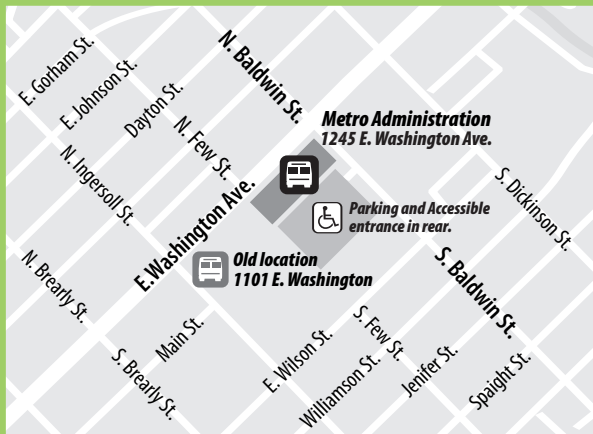 E. Gorham St.
E. Johnson St.
Dayton St.
N. Baldwin St.
N. Few St.
N. Ingersoll St.
Metro Administration
1245 E. Washington Ave.
S. Dickinson St.
E. Washington Ave.
Parking and Accessible
entrance in rear.
N. Brearly St.
Old location
1101 E. Washington
S. Baldwin St.
Main St.
S. Brearly St.
E. Wilson St.
S. Few St.
Williamson St.
Jenifer St.
Spaight St.